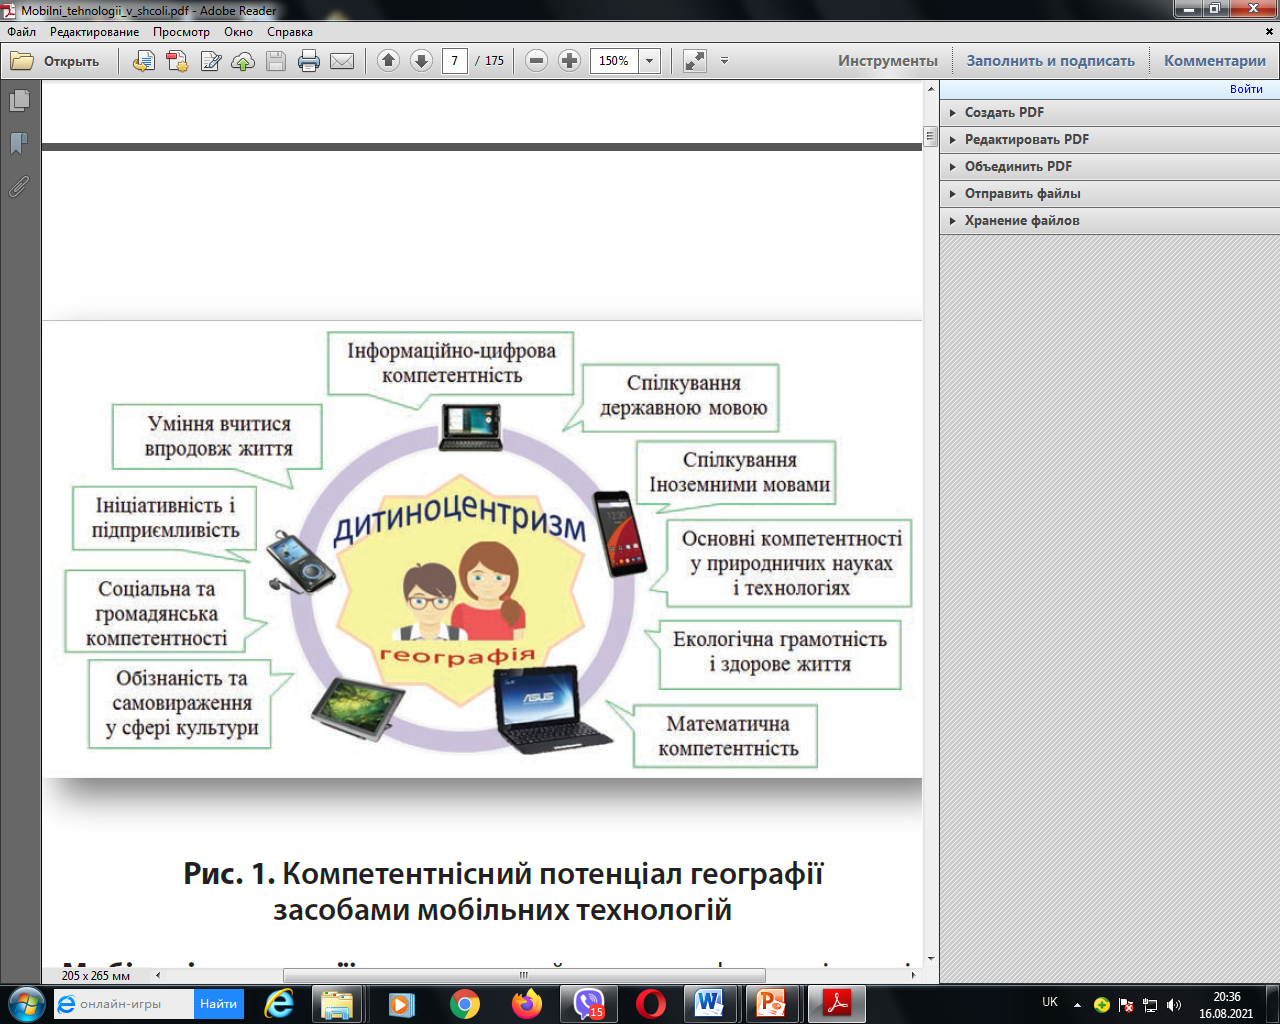 Mobilni_tehnologii_v_shcoli.pdf - Adobe Reader
Файл Редактирование Просмотр Окно Справка
Открыть 7 / 175 150% Инструменты Заполнить и подписать Комментарии
Войти
Создать PDF
Редактировать PDF
Объединить PDF
Отправить файлы
Хранение файлов
Інформаційно-цифрова
компетентність
Спілкування
державною мовою
Уміння вчитися
впродовж життя
Спілкування
Іноземними мовами
Ініціативність і
підприємливість
Основні компетентності
у природничих науках
і технологіях
Соціальна та
громадянська
компетентності
Екологічна грамотність
і здорове життя
Обізнаність та
самовираження
у сфері культури
Математична
компетентність
дитиноцентризм
географія
ASUS
Рис. 1. Компетентнісний потенціал географії
засобами мобільних технологій
205 x 265 мм
онлайн-игры Найти
15
UK
20:36
16.08.2021